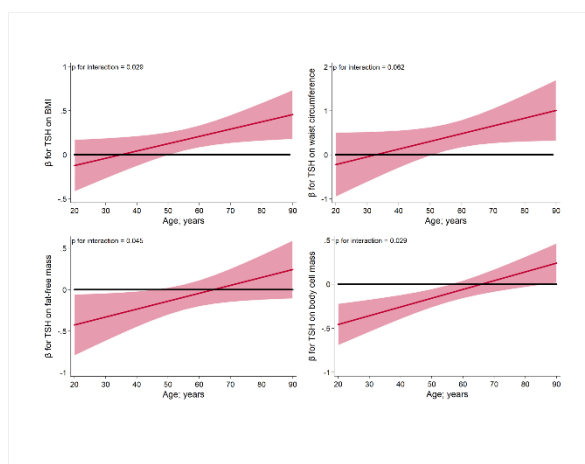 p for interaction = 0.029
β for TSH on BMI
1
.5
0
-.5
20 30 40 50 60 70 80 90
Age; years
p for interaction = 0.062
β for TSH on waist circumference
2
1
0
-1
20 30 40 50 60 70 80 90
Age; years
p for interaction = 0.045
β for TSH on fat-free mass
.5
0
-.5
-1
20 30 40 50 60 70 80 90
Age; years
p for interaction = 0.029
β for TSH on body cell mass
.5
0
-.5
-1
20 30 40 50 60 70 80 90
Age; years